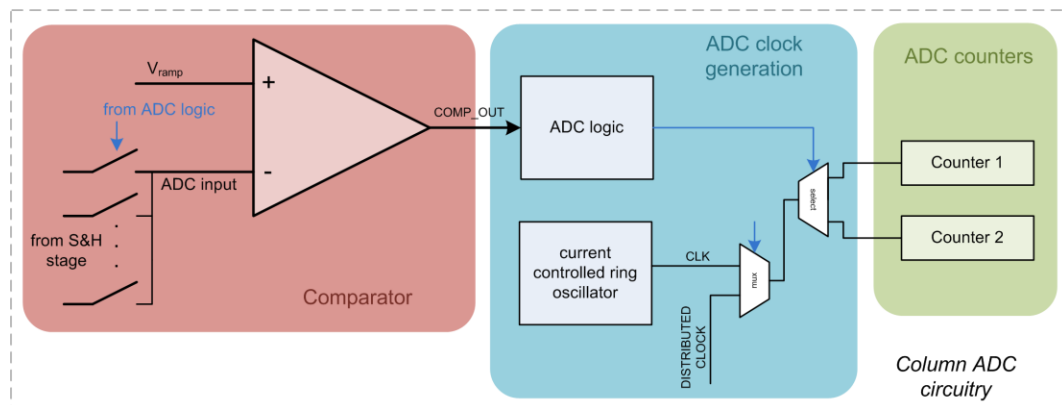 ADC clock
generation
ADC counters
Vramp
+
from ADC logic
COMP_OUT
ADC logic
ADC input
-
from S&H
stage
Comparator
select
Counter 1
Counter 2
current
controlled ring
oscillator
CLK
mux
DISTRIBUTED
CLOCK
Column ADC
circuitry